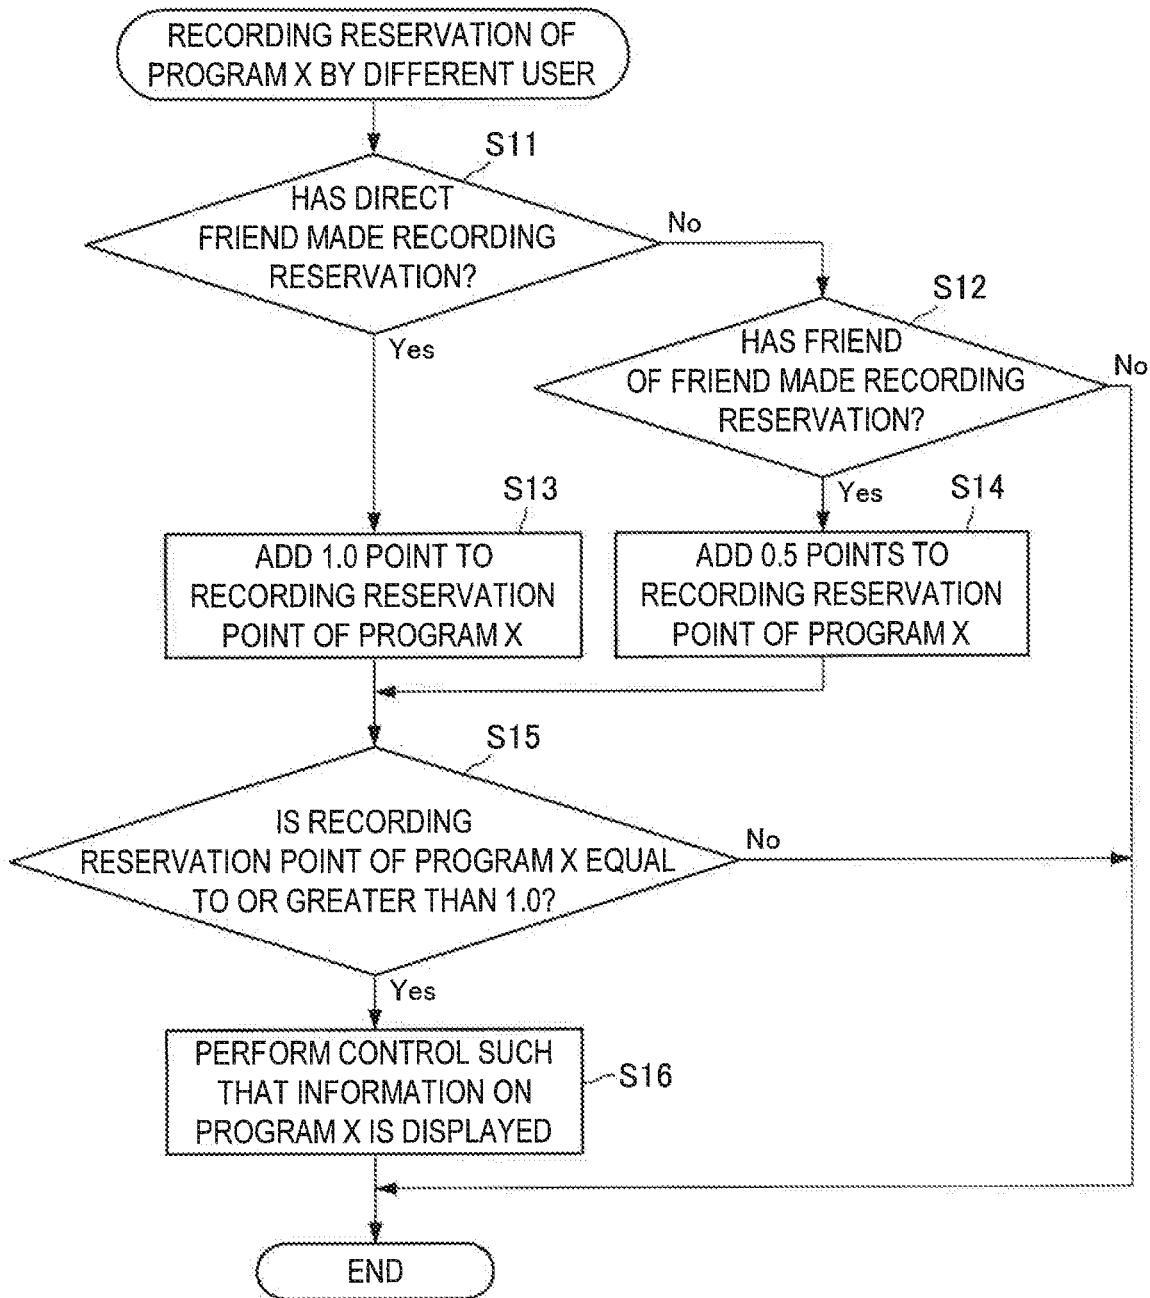 RECORDING RESERVATION OF
PROGRAM X BY DIFFERENT USER
S11
HAS DIRECT
FRIEND MADE RECORDING
RESERVATION?
No
Yes
S12
HAS FRIEND
OF FRIEND MADE RECORDING
RESERVATION?
No
Yes
S13
ADD 1.0 POINT TO
RECORDING RESERVATION
POINT OF PROGRAM X
S14
ADD 0.5 POINTS TO
RECORDING RESERVATION
POINT OF PROGRAM X
S15
IS RECORDING
RESERVATION POINT OF PROGRAM X EQUAL
TO OR GREATER THAN 1.0?
No
Yes
PERFORM CONTROL SUCH
THAT INFORMATION ON
PROGRAM X IS DISPLAYED
S16
END